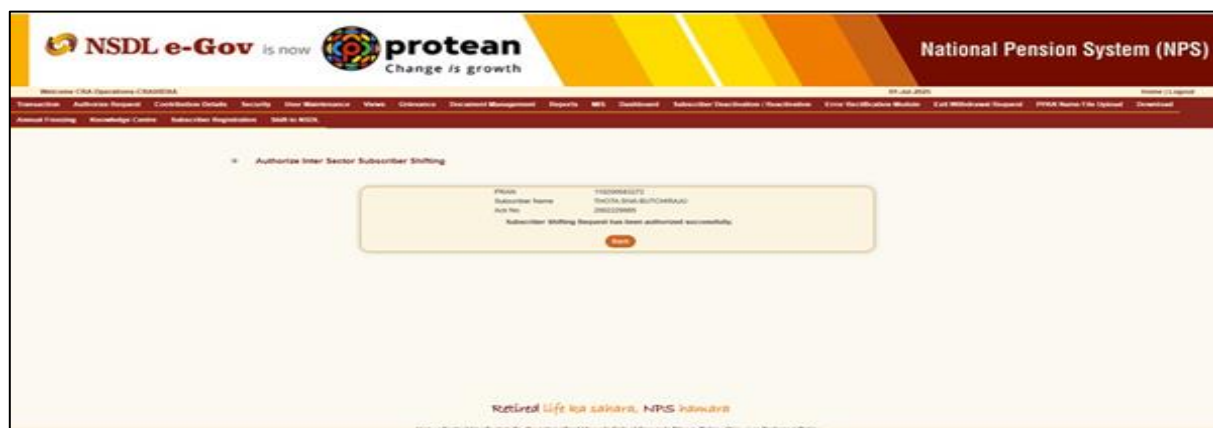 NSDL e-Gov is now protean
Change is growth
National Pension System (NPS)
Welcome CRA Operations
01-Jul-2025
Home | Logout
Transaction Authorize Request Contribution Details Security User Maintenance Views Grievance Document Management Reports MIS Dashboard Subscriber Deactivation / Reactivation Error Rectification Module Exit Withdrawal Request PPAN Name File Upload Download
Annual Freezing Knowledge Centre Subscriber Registration Shift to NSDL
Authorize Inter Sector Subscriber Shifting
PRAN
Subscriber Name
Ack No
Subscriber Shifting Request has been authorized successfully.
Back
Retired life ka sahara, NPS hamara